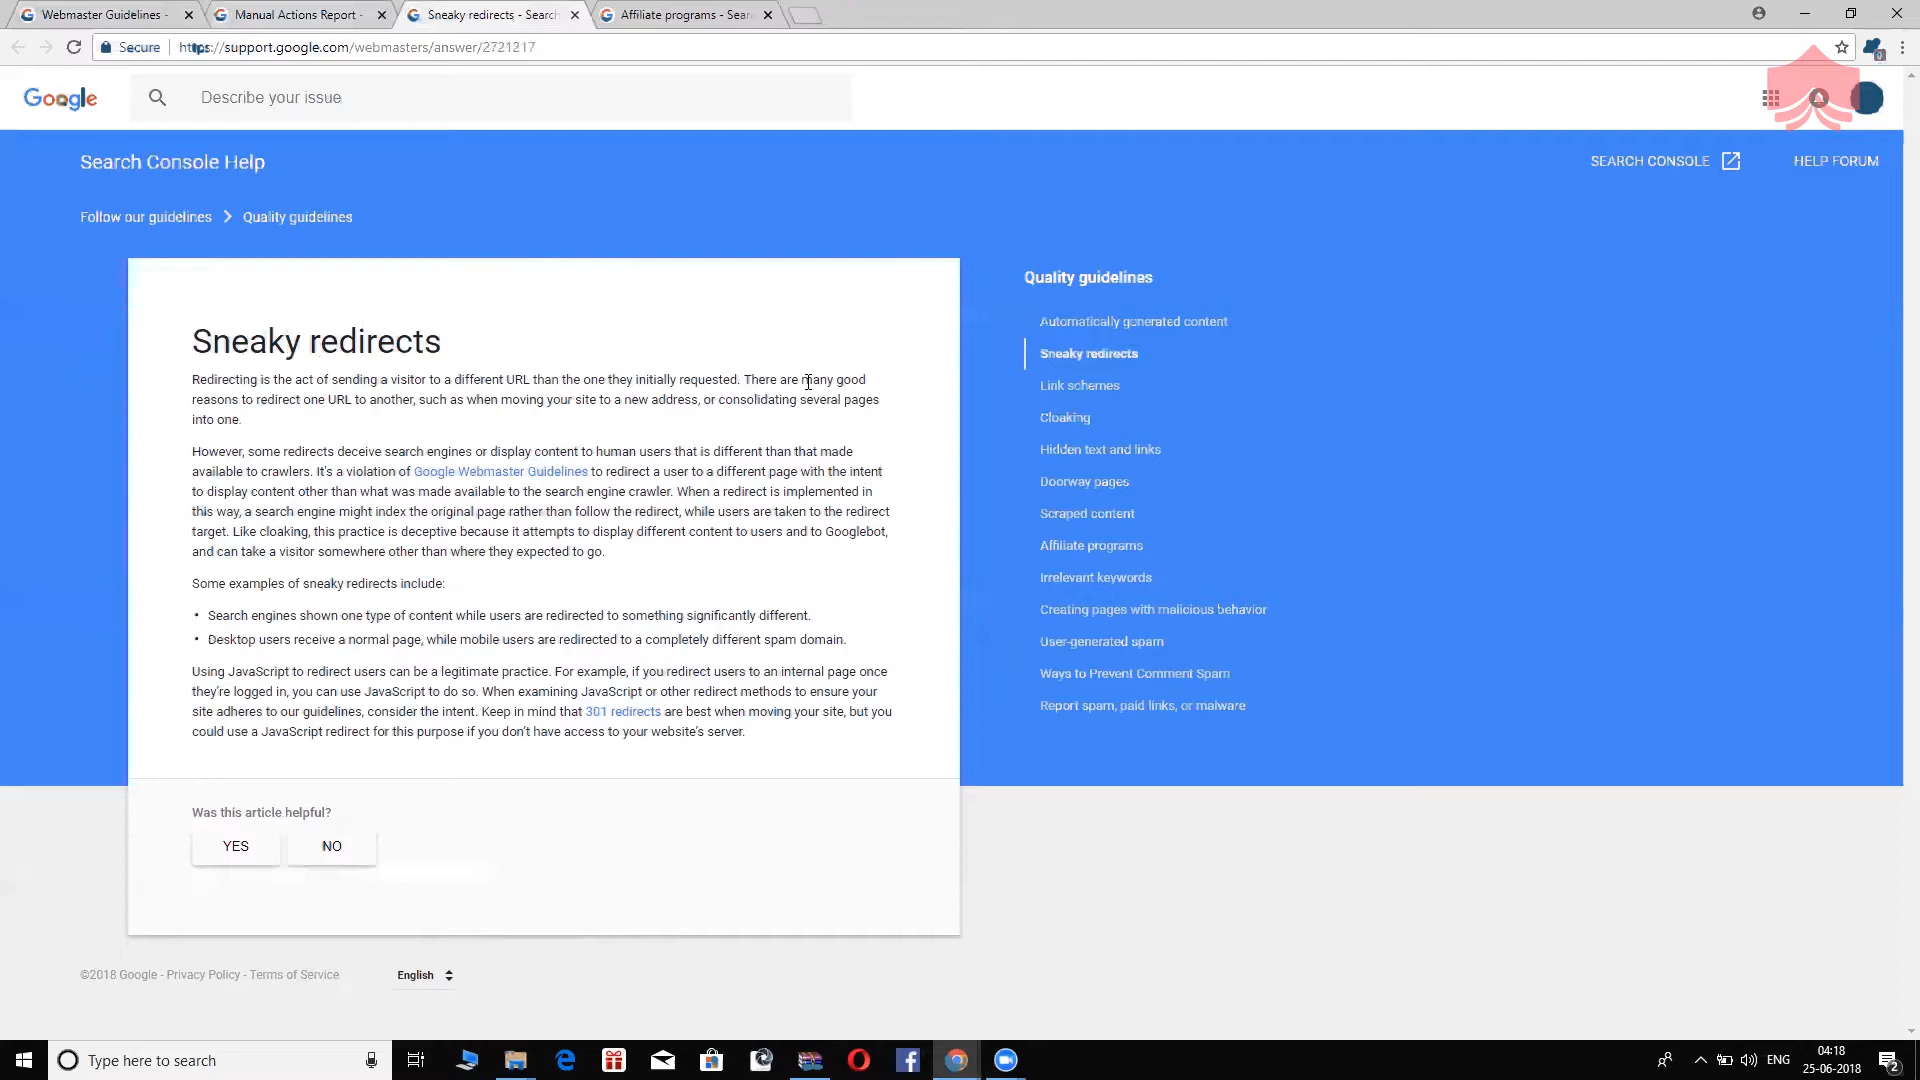 Webmaster Guidelines -
Manual Actions Report -
Sneaky redirects - Search
Affiliate programs - Sear
Secure
https://support.google.com/webmasters/answer/2721217
Google
Describe your issue
Search Console Help
SEARCH CONSOLE
HELP FORUM
Follow our guidelines
Quality guidelines
Sneaky redirects
Redirecting is the act of sending a visitor to a different URL than the one they initially requested. There are many good
reasons to redirect one URL to another, such as when moving your site to a new address, or consolidating several pages
into one.
However, some redirects deceive search engines or display content to human users that is different than that made
available to crawlers. It's a violation of Google Webmaster Guidelines to redirect a user to a different page with the intent
to display content other than what was made available to the search engine crawler. When a redirect is implemented in
this way, a search engine might index the original page rather than follow the redirect, while users are taken to the redirect
target. Like cloaking, this practice is deceptive because it attempts to display different content to users and to Googlebot,
and can take a visitor somewhere other than where they expected to go.
Some examples of sneaky redirects include:
• Search engines shown one type of content while users are redirected to something significantly different.
• Desktop users receive a normal page, while mobile users are redirected to a completely different spam domain.
Using JavaScript to redirect users can be a legitimate practice. For example, if you redirect users to an internal page once
they're logged in, you can use JavaScript to do so. When examining JavaScript or other redirect methods to ensure your
site adheres to our guidelines, consider the intent. Keep in mind that 301 redirects are best when moving your site, but you
could use a JavaScript redirect for this purpose if you don't have access to your website's server.
Was this article helpful?
YES
NO
Quality guidelines
Automatically generated content
Sneaky redirects
Link schemes
Cloaking
Hidden text and links
Doorway pages
Scraped content
Affiliate programs
Irrelevant keywords
Creating pages with malicious behavior
User-generated spam
Ways to Prevent Comment Spam
Report spam, paid links, or malware
©2018 Google - Privacy Policy - Terms of Service
English
Type here to search
ENG
04:18
25-06-2018
2